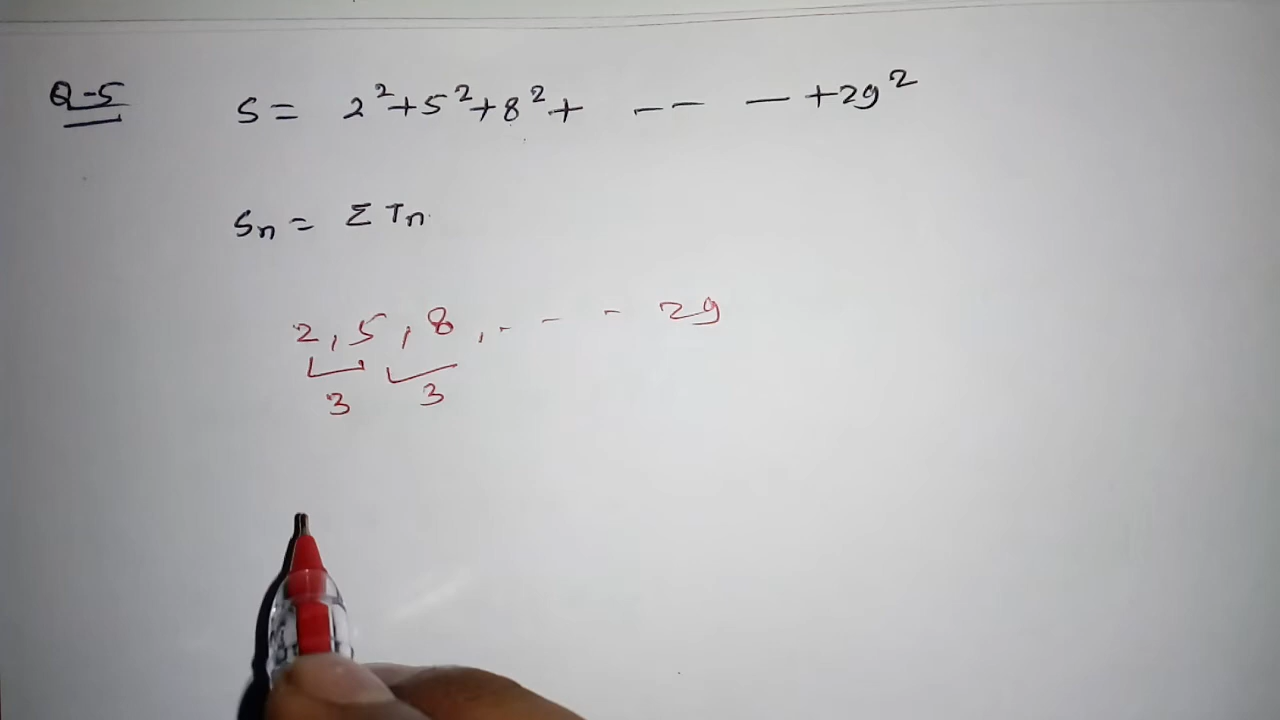 Q-5 S = 2²+5²+8²+ -- — +29²
Sn = Σ Tn
2, 5, 8, - - - 29
3 3